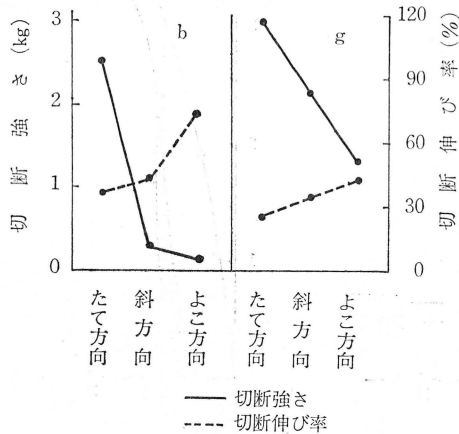 切断強さ(kg)
3
2
1
0
b
g
120
90
60
30
0
切断伸び率(%)
たて方向
斜方向
よこ方向
たて方向
斜方向
よこ方向
切断強さ
切断伸び率